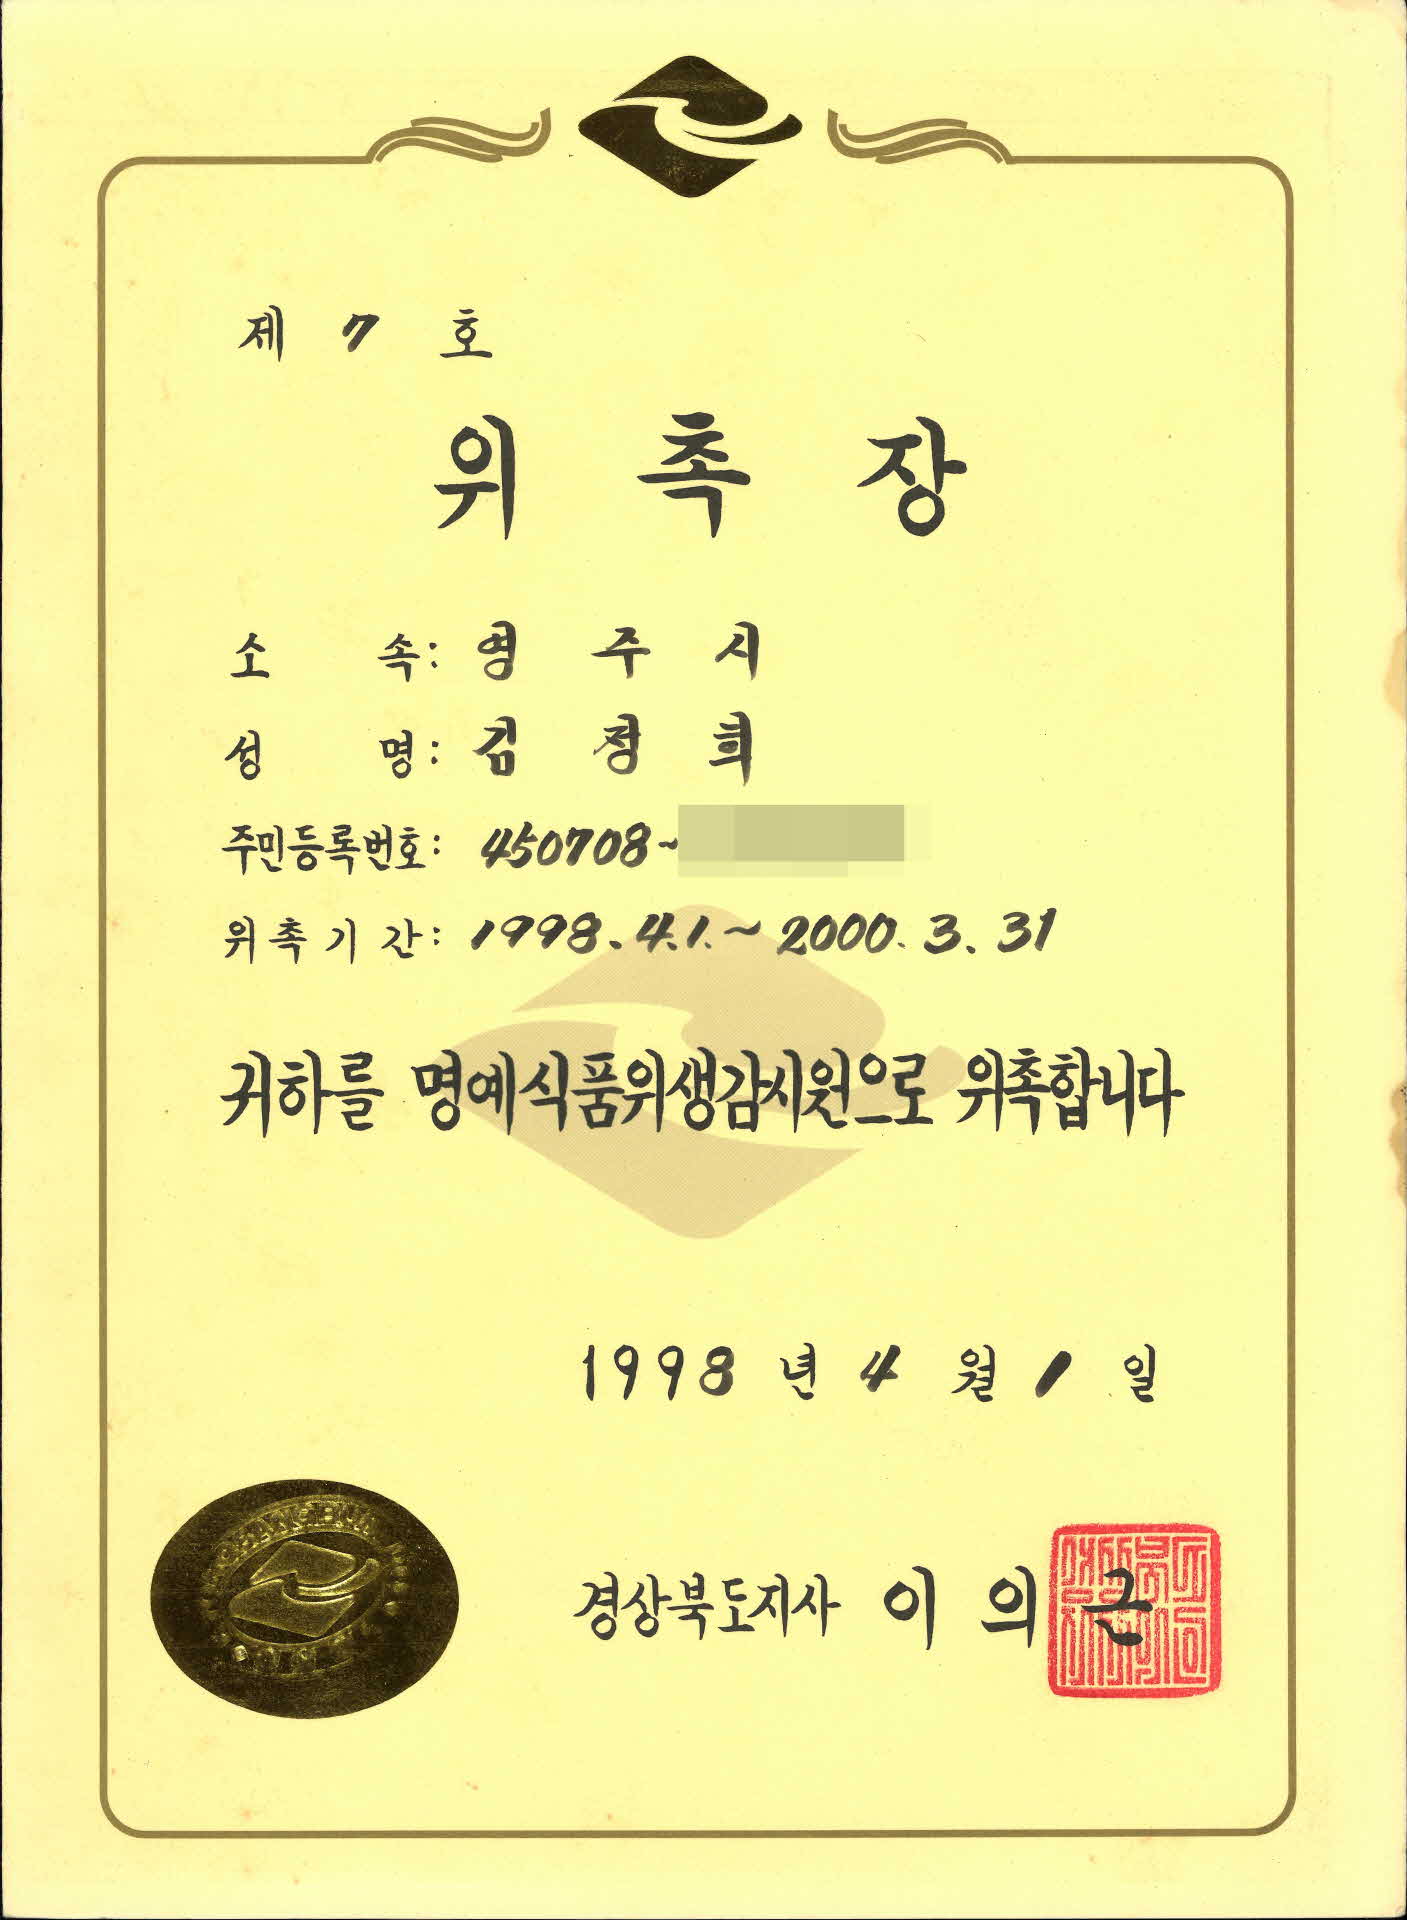 제 7 호
위 촉 장
소 속: 영 주 시
성 명: 김 정 희
주민등록번호: 450708~
위촉기간: 1998. 4. 1. ~ 2000. 3. 31
귀하를 명예식품위생감시원으로 위촉합니다
1998 년 4 월 1 일
경상북도지사 이 의 근